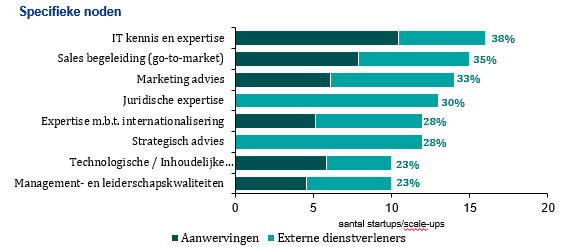 Specifieke noden
IT kennis en expertise 38%
Sales begeleiding (go-to-market) 35%
Marketing advies 33%
Juridische expertise 30%
Expertise m.b.t. internationalisering 28%
Strategisch advies 28%
Technologische / Inhoudelijke... 23%
Management- en leiderschapskwaliteiten 23%
0 5 10 15 20
aantal startups/scale-ups
Aanwervingen Externe dienstverleners